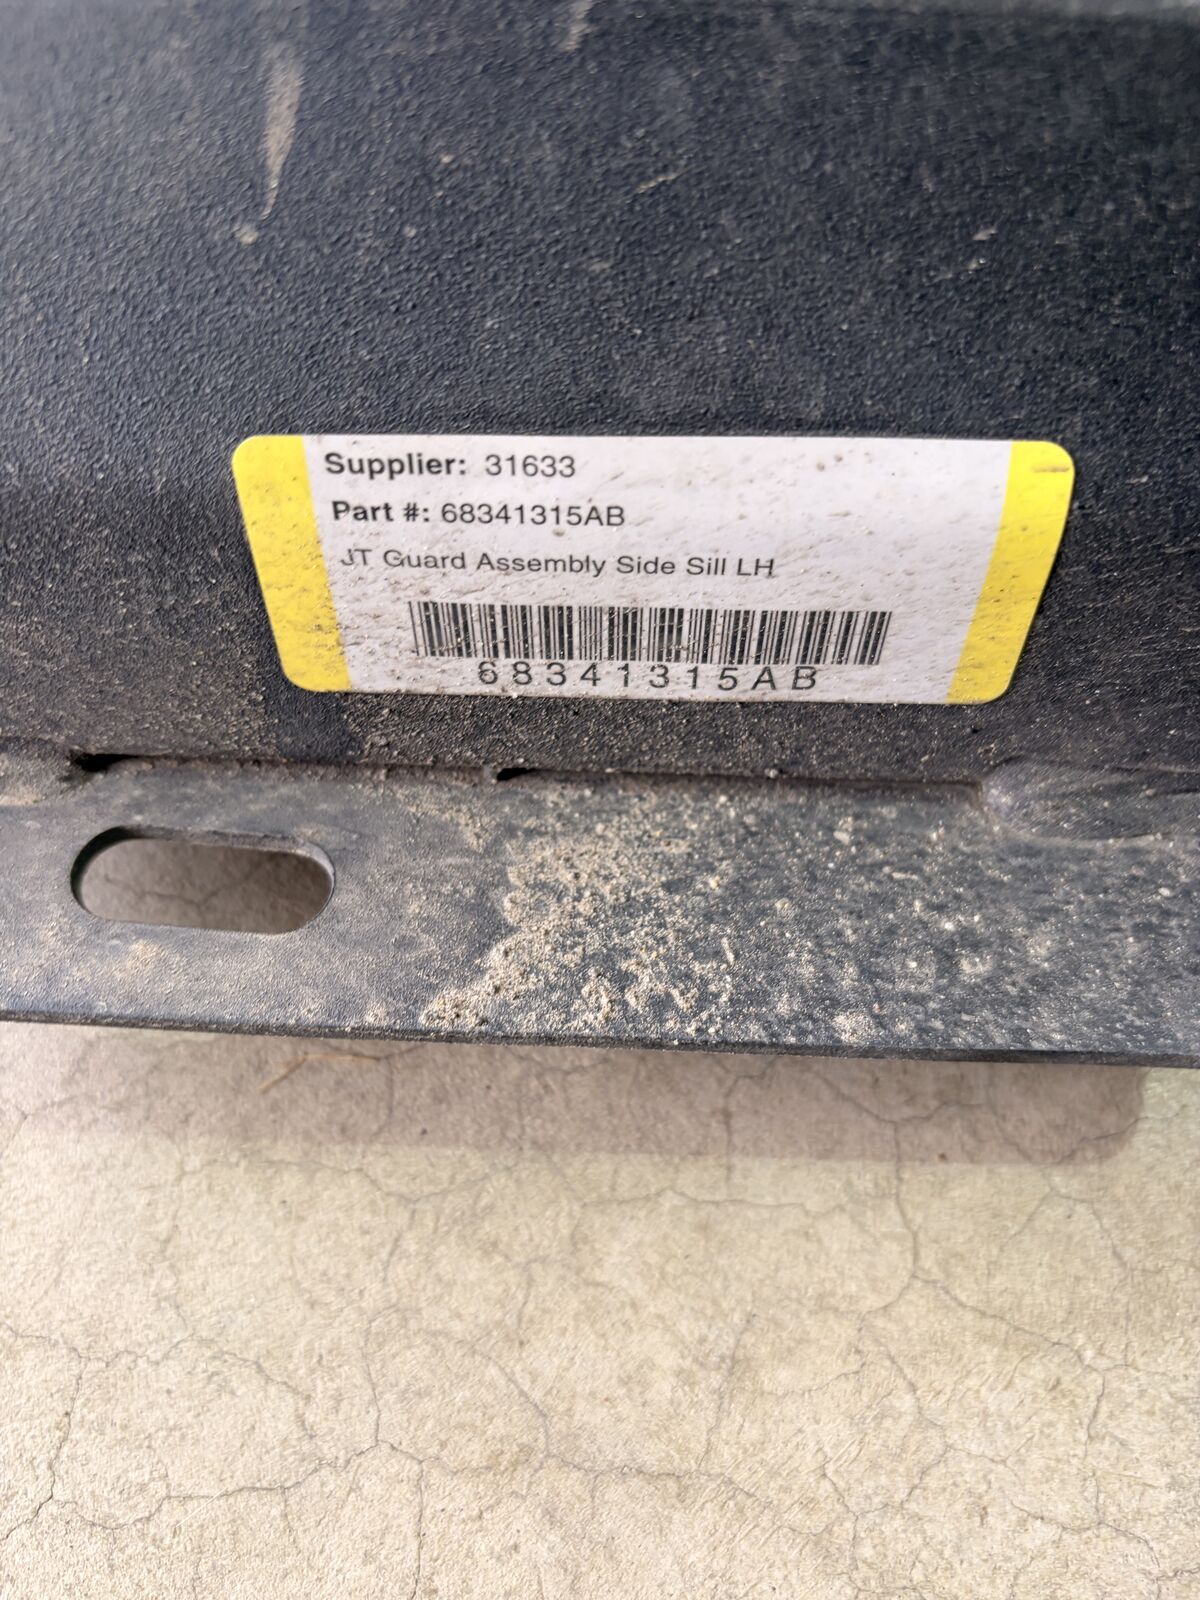 Supplier: 31633
Part #: 68341315AB
JT Guard Assembly Side Sill LH
68341315AB